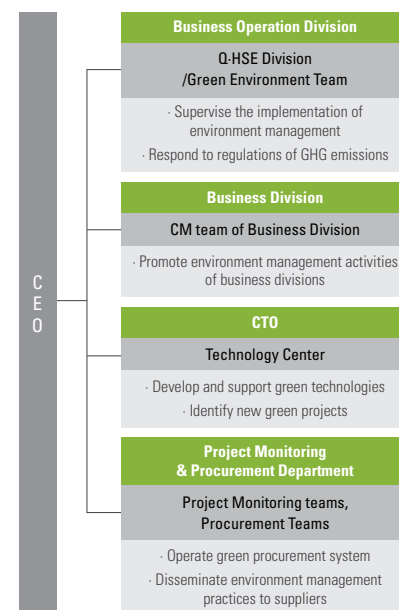 Business Operation Division
Q·HSE Division
/Green Environment Team
· Supervise the implementation of
environment management
· Respond to regulations of GHG emissions
Business Division
CM team of Business Division
· Promote environment management activities
of business divisions
C
E
O
CTO
Technology Center
· Develop and support green technologies
· Identify new green projects
Project Monitoring
& Procurement Department
Project Monitoring teams,
Procurement Teams
· Operate green procurement system
· Disseminate environment management
practices to suppliers